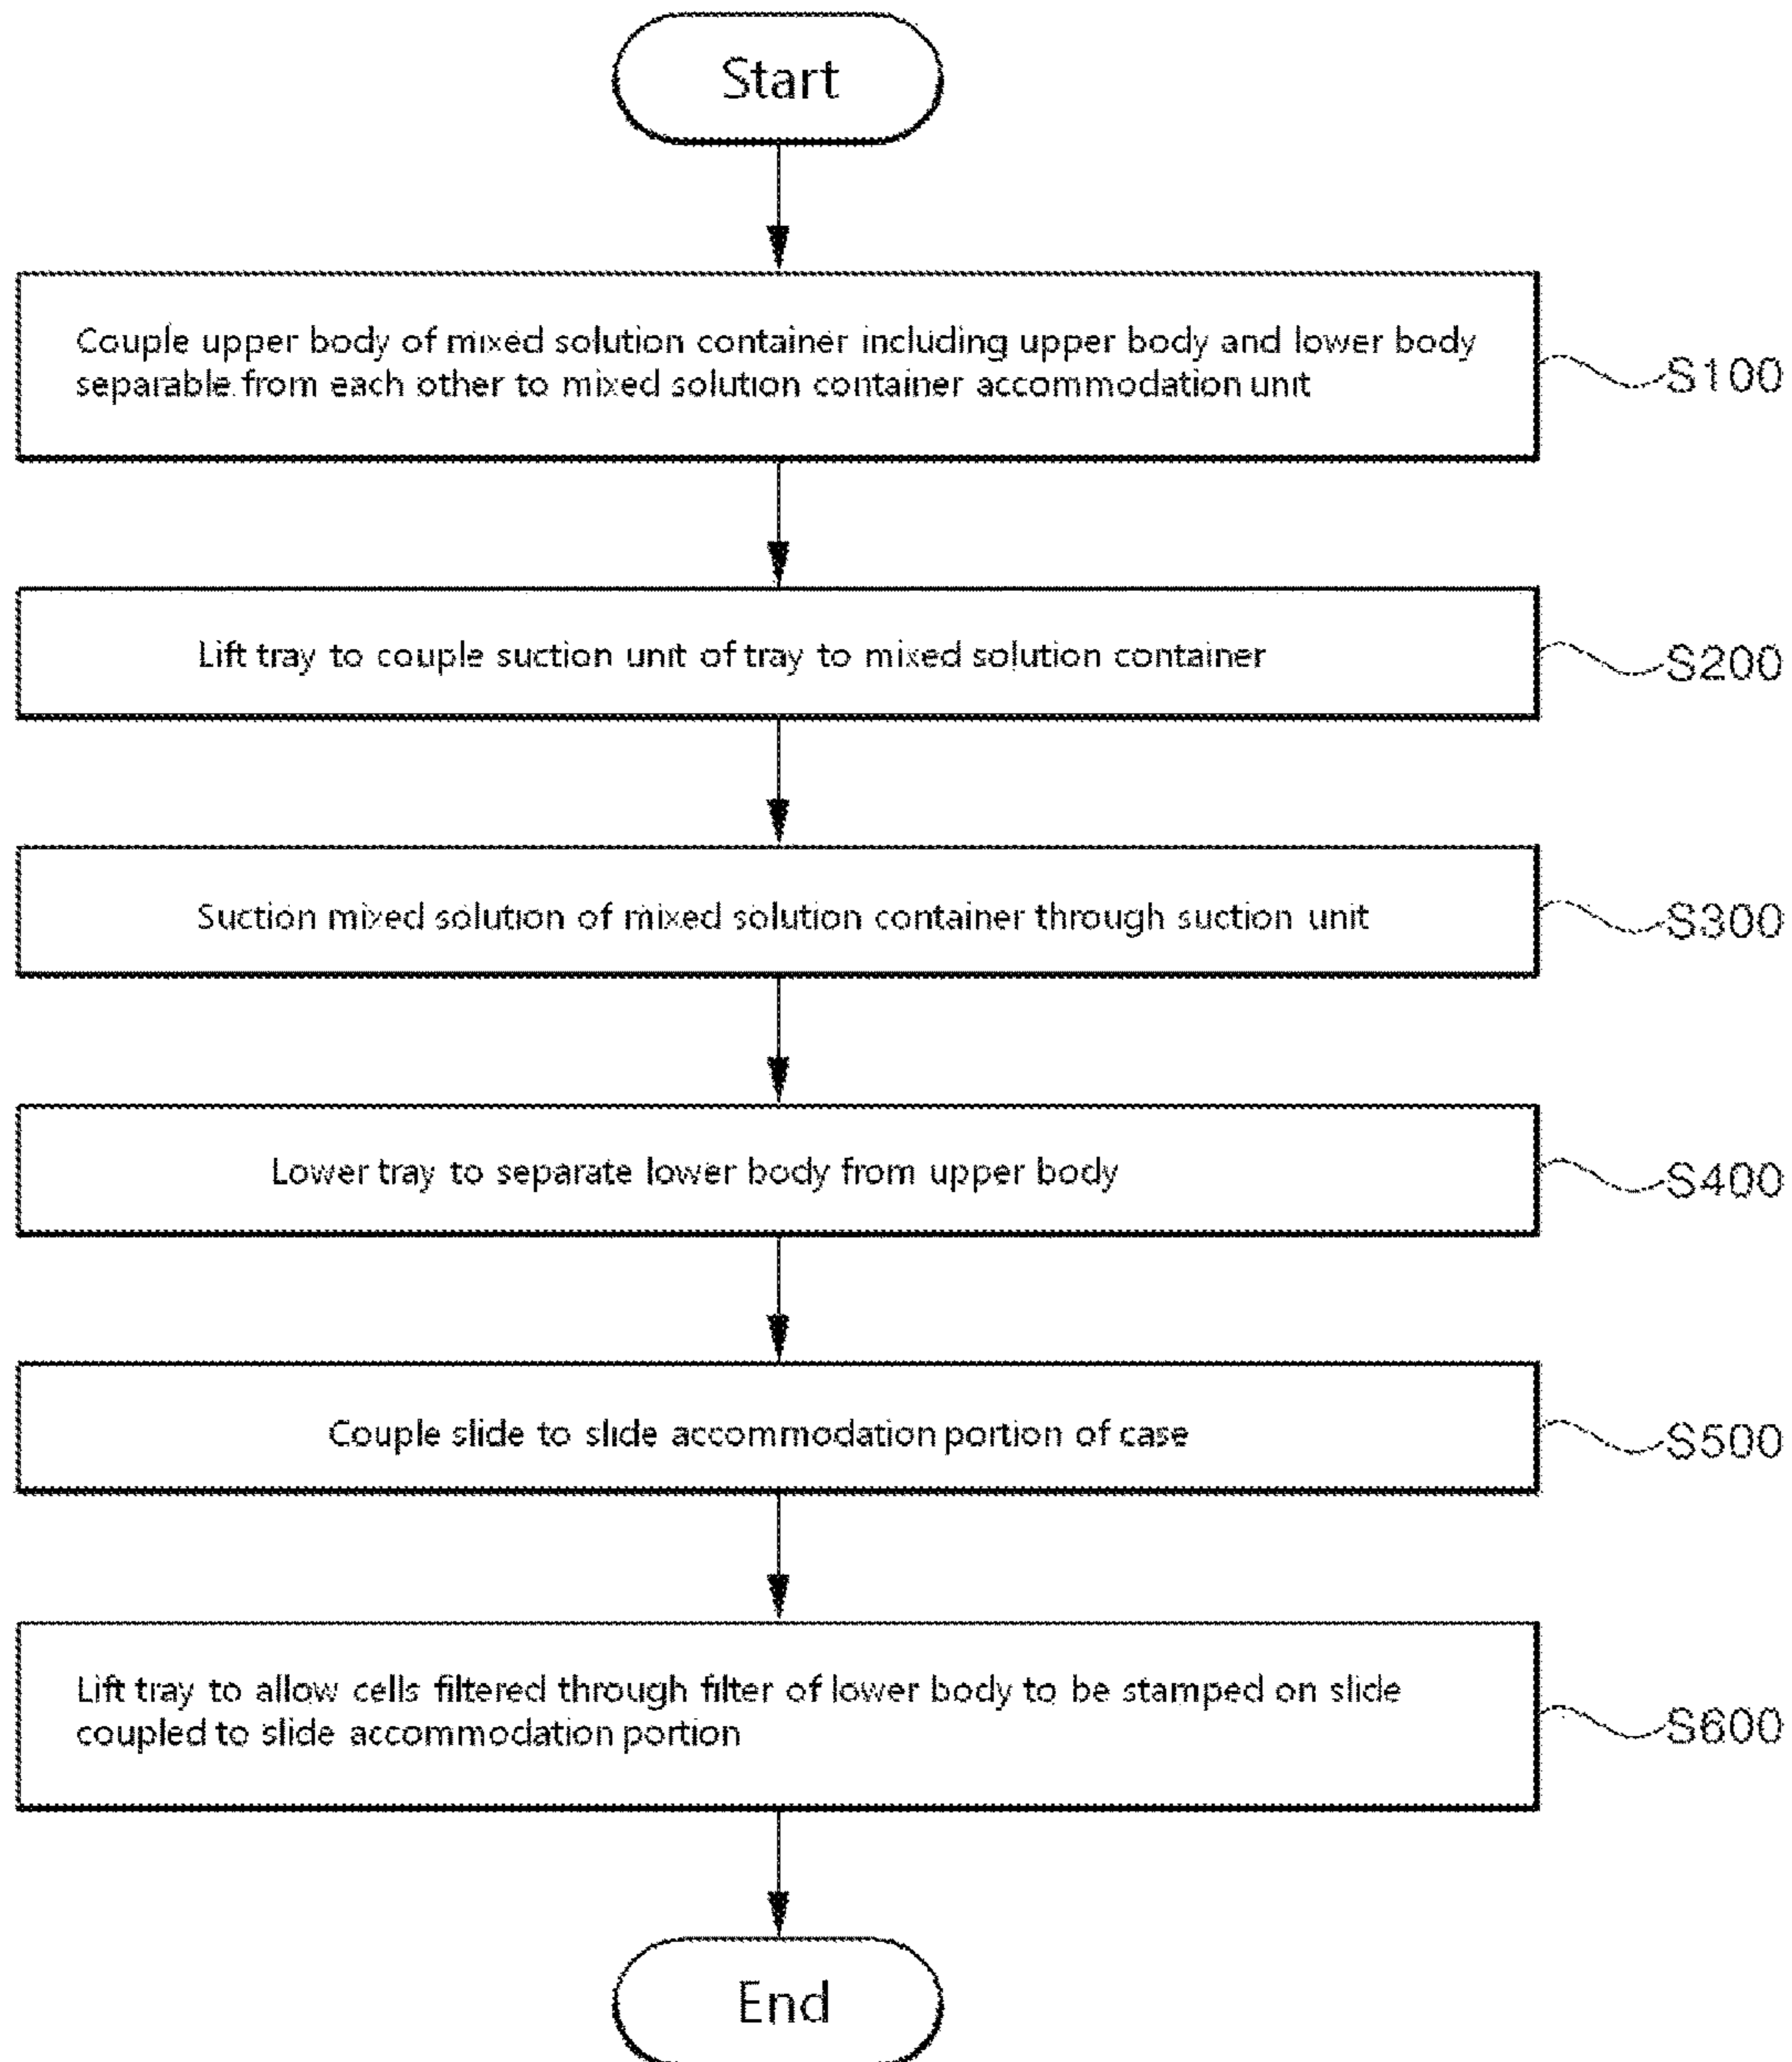 Start
Couple upper body of mixed solution container including upper body and lower body
separable from each other to mixed solution container accommodation unit
S100
Lift tray to couple suction unit of tray to mixed solution container
S200
Suction mixed solution of mixed solution container through suction unit
S300
Lower tray to separate lower body from upper body
S400
Couple slide to slide accommodation portion of case
S500
Lift tray to allow cells filtered through filter of lower body to be stamped on slide
coupled to slide accommodation portion
S600
End